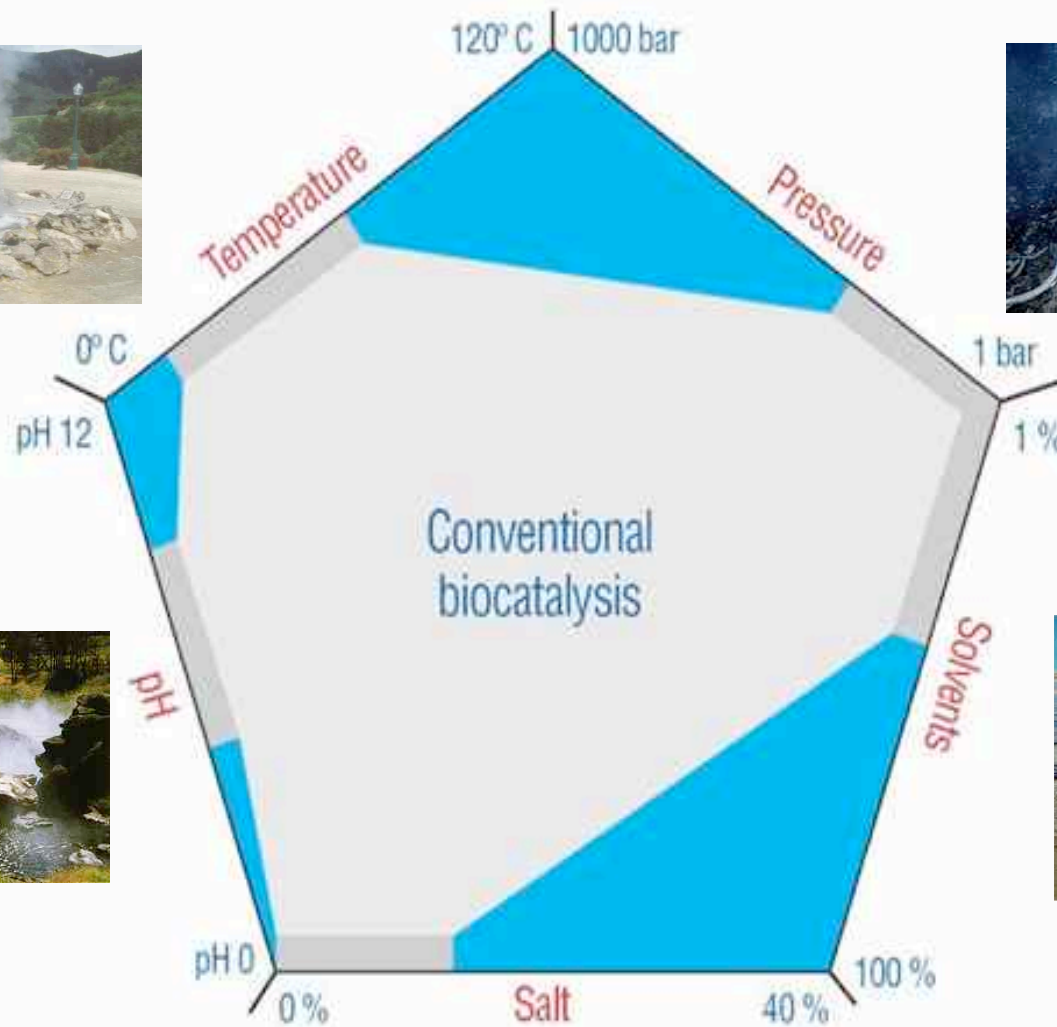 120° C
1000 bar
Temperature
Pressure
0° C
1 bar
pH 12
1 %
Conventional
biocatalysis
pH
Solvents
pH 0
100 %
0 %
Salt
40 %